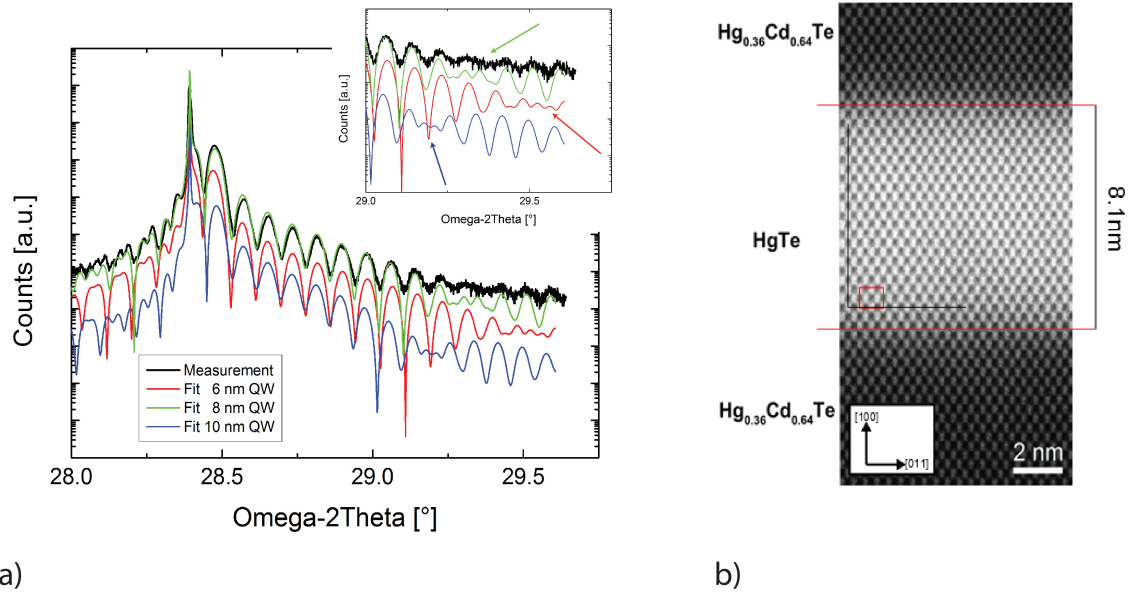 Counts [a.u.]
Measurement
Fit 6 nm QW
Fit 8 nm QW
Fit 10 nm QW
28.0 28.5 29.0 29.5
Omega-2Theta [°]
Counts [a.u.]
29.0 29.5
Omega-2Theta [°]
a)
b)
Hg0.36Cd0.64Te
HgTe
8.1nm
Hg0.36Cd0.64Te
[100]
[011]
2 nm